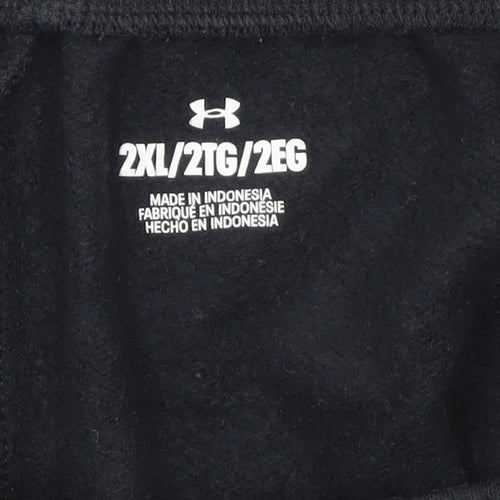 2XL/2TG/2EG
MADE IN INDONESIA
FABRIQUÉ EN INDONÉSIE
HECHO EN INDONESIA